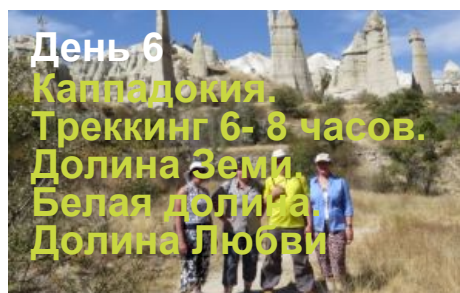 День 6
Каппадокия.
Треккинг 6- 8 часов.
Долина Земи.
Белая долина.
Долина Любви